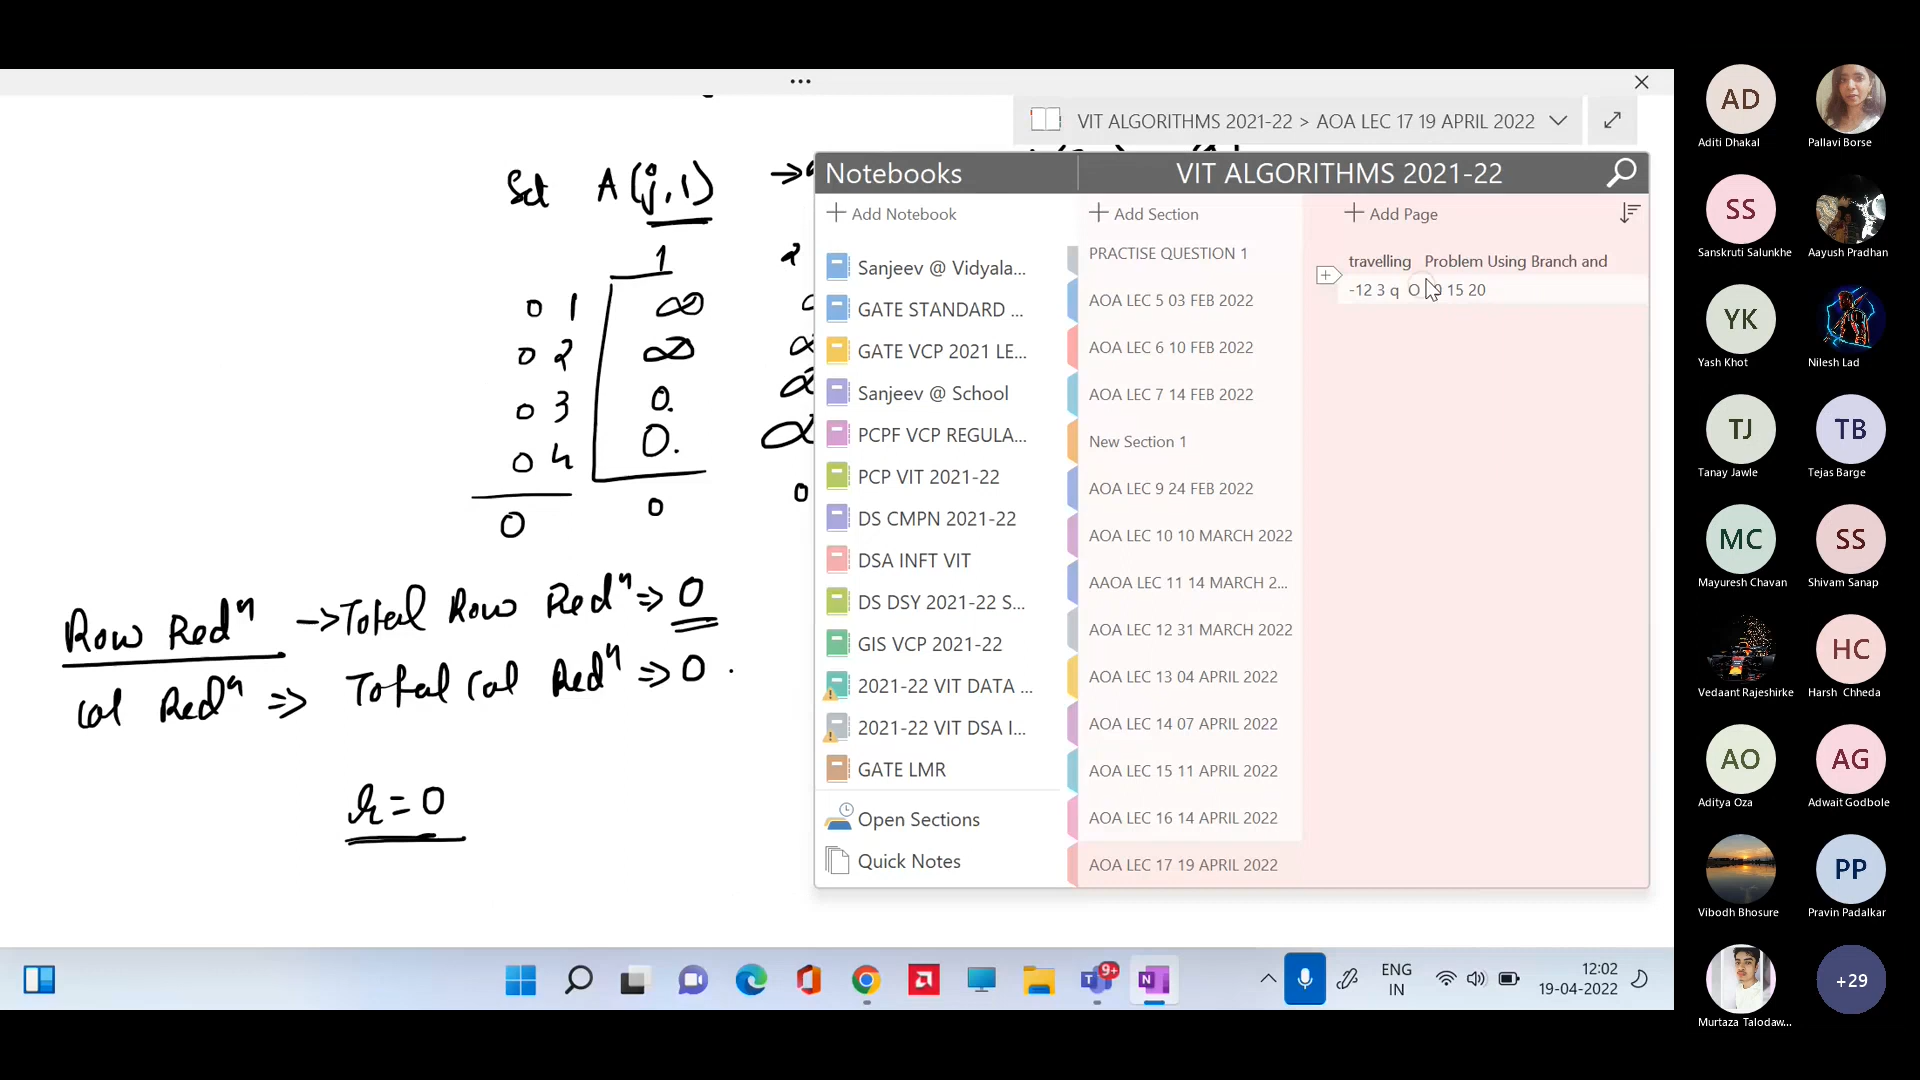 VIT ALGORITHMS 2021-22 > AOA LEC 17 19 APRIL 2022
Set A(j,1) →
1 2
0 1 ∞
0 2 ∞
0 3 0.
0 4 0.
0 0 0
Row Redⁿ → Total Row Redⁿ => 0
Col Redⁿ => Total Col Redⁿ => 0 .
r = 0
Notebooks
VIT ALGORITHMS 2021-22
Add Notebook
Sanjeev @ Vidyala...
GATE STANDARD ...
GATE VCP 2021 LE...
Sanjeev @ School
PCPF VCP REGULA...
PCP VIT 2021-22
DS CMPN 2021-22
DSA INFT VIT
DS DSY 2021-22 S...
GIS VCP 2021-22
2021-22 VIT DATA ...
2021-22 VIT DSA I...
GATE LMR
Open Sections
Quick Notes
Add Section
PRACTISE QUESTION 1
AOA LEC 5 03 FEB 2022
AOA LEC 6 10 FEB 2022
AOA LEC 7 14 FEB 2022
New Section 1
AOA LEC 9 24 FEB 2022
AOA LEC 10 10 MARCH 2022
AAOA LEC 11 14 MARCH 2...
AOA LEC 12 31 MARCH 2022
AOA LEC 13 04 APRIL 2022
AOA LEC 14 07 APRIL 2022
AOA LEC 15 11 APRIL 2022
AOA LEC 16 14 APRIL 2022
AOA LEC 17 19 APRIL 2022
Add Page
travelling Problem Using Branch and
-12 3 q O 15 20
9+
ENG
IN
12:02
19-04-2022
AD
Aditi Dhakal
Pallavi Borse
SS
Sanskruti Salunkhe
Aayush Pradhan
YK
Yash Khot
Nilesh Lad
TJ
Tanay Jawle
TB
Tejas Barge
MC
Mayuresh Chavan
SS
Shivam Sanap
Vedaant Rajeshirke
HC
Harsh Chheda
AO
Aditya Oza
AG
Adwait Godbole
Vibodh Bhosure
PP
Pravin Padalkar
Murtaza Talodaw...
+29